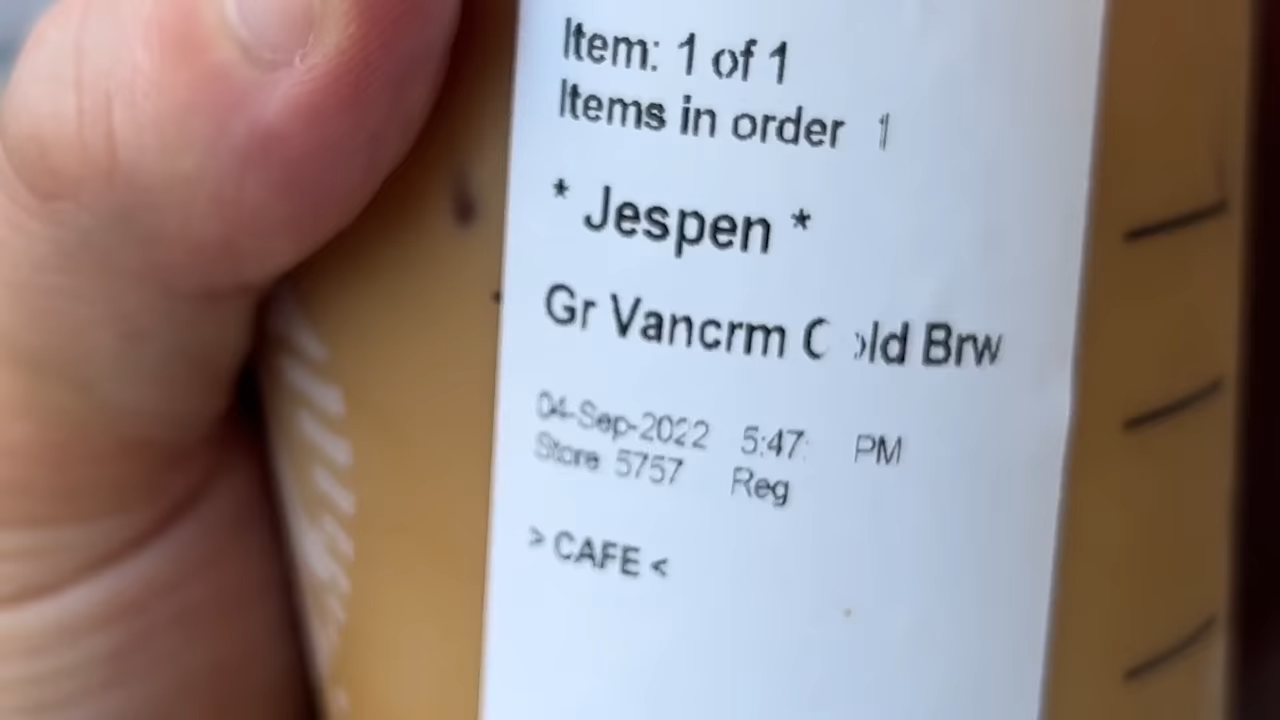 Item: 1 of 1
Items in order 1
* Jespen *
Gr Vancrm Cold Brw
04-Sep-2022 5:47: PM
Store 5757 Reg
> CAFE <